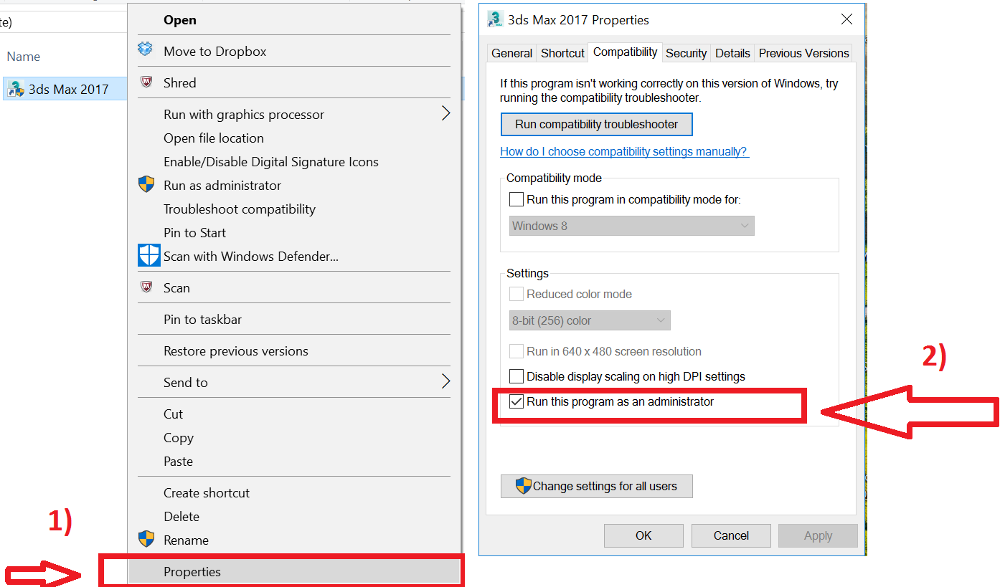 te)
Name
3ds Max 2017
Open
Move to Dropbox
Shred
Run with graphics processor
Open file location
Enable/Disable Digital Signature Icons
Run as administrator
Troubleshoot compatibility
Pin to Start
Scan with Windows Defender...
Scan
Pin to taskbar
Restore previous versions
Send to
Cut
Copy
Paste
Create shortcut
Delete
Rename
1)
Properties
3ds Max 2017 Properties
General Shortcut Compatibility Security Details Previous Versions
If this program isn't working correctly on this version of Windows, try
running the compatibility troubleshooter.
Run compatibility troubleshooter
How do I choose compatibility settings manually?
Compatibility mode
Run this program in compatibility mode for:
Windows 8
Settings
Reduced color mode
8-bit (256) color
Run in 640 x 480 screen resolution
Disable display scaling on high DPI settings
Run this program as an administrator
2)
Change settings for all users
OK Cancel Apply